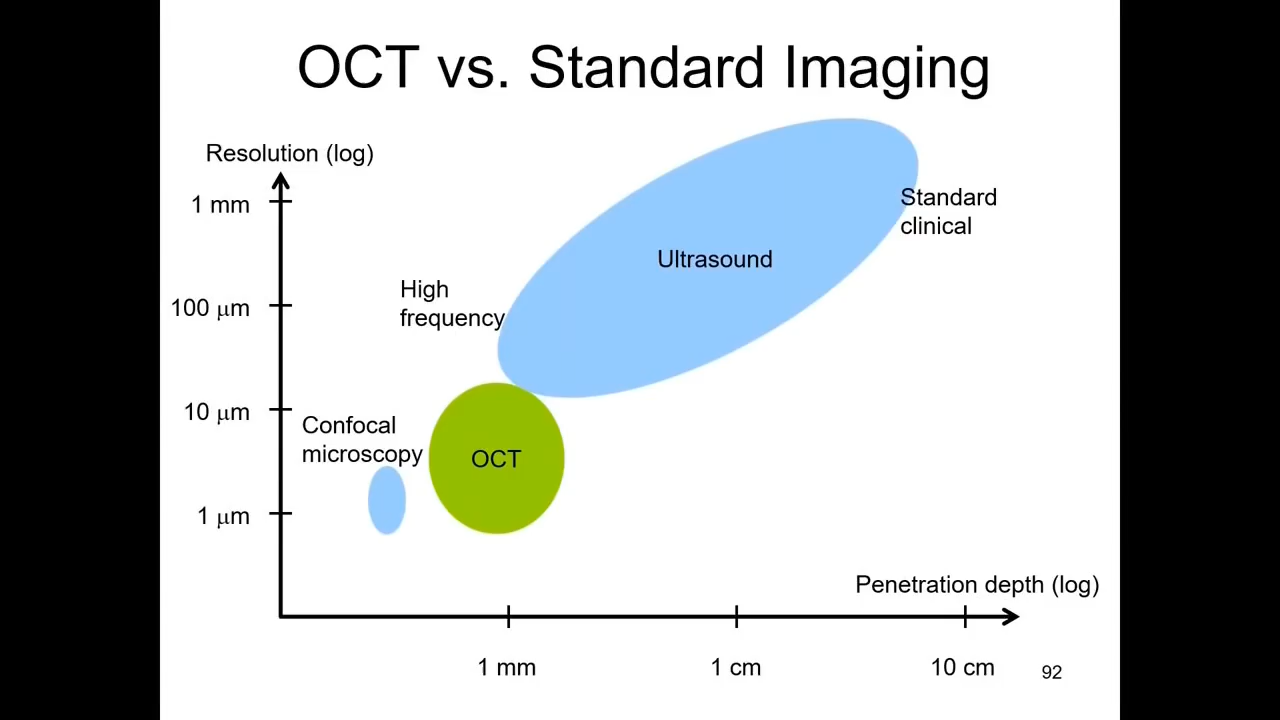 OCT vs. Standard Imaging
Resolution (log)
1 mm
Standard
clinical
Ultrasound
High
frequency
100 μm
10 μm
Confocal
microscopy
OCT
1 μm
Penetration depth (log)
1 mm
1 cm
10 cm
92